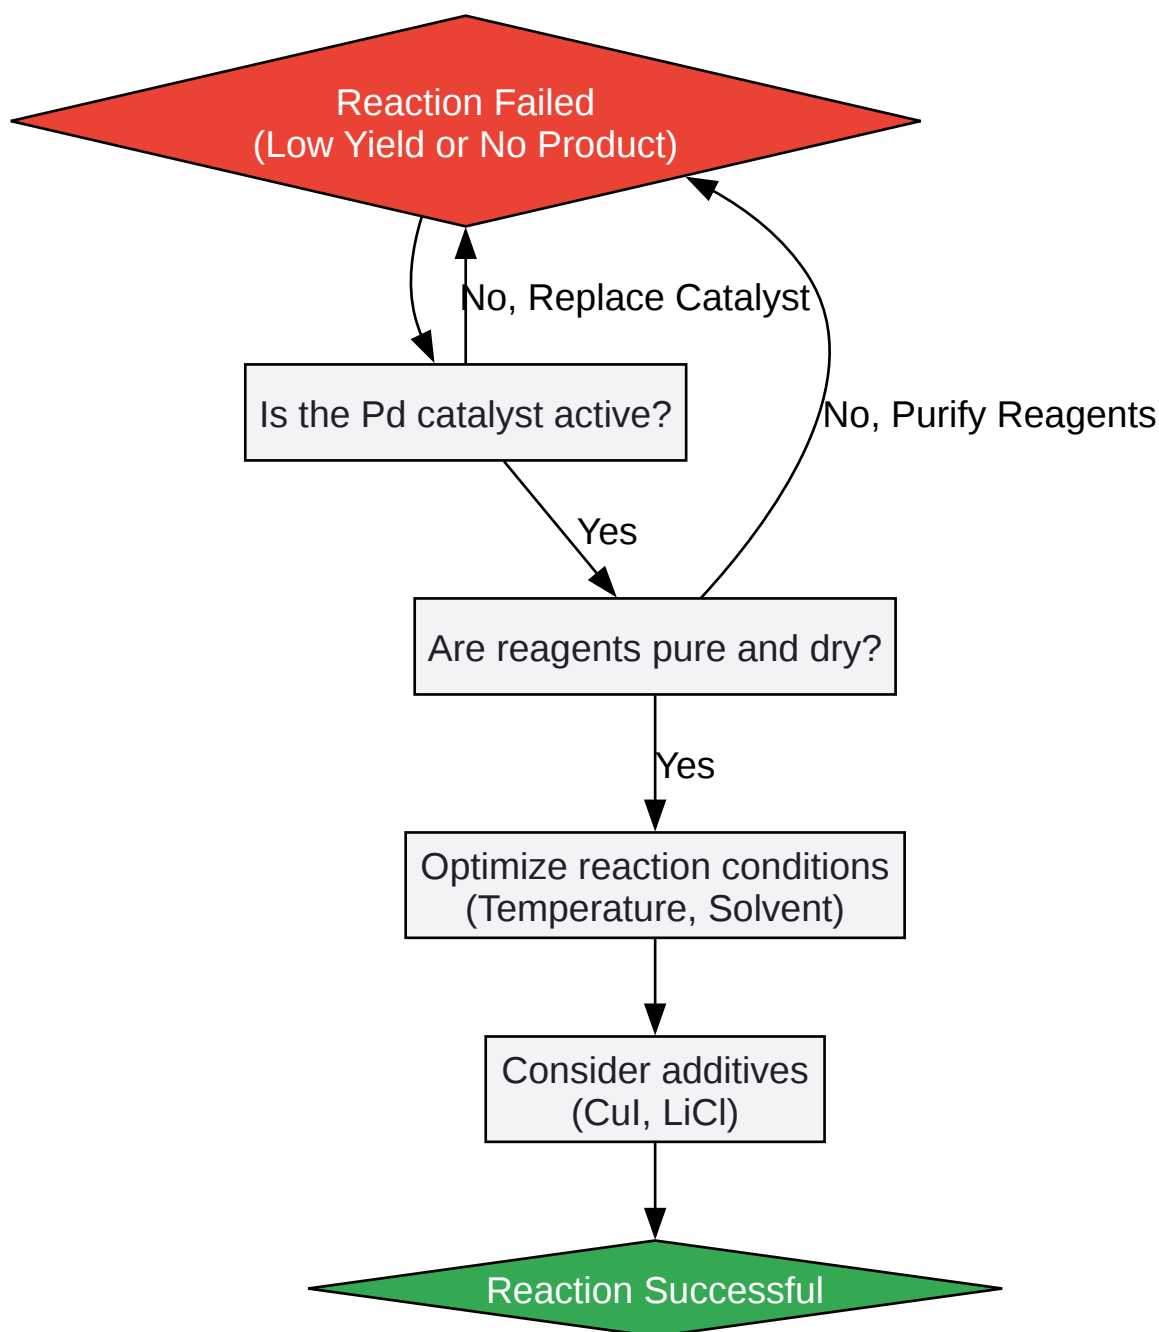 Reaction Failed
(Low Yield or No Product)
No, Replace Catalyst
Is the Pd catalyst active?
No, Purify Reagents
Yes
Are reagents pure and dry?
Yes
Optimize reaction conditions
(Temperature, Solvent)
Consider additives
(CuI, LiCl)
Reaction Successful